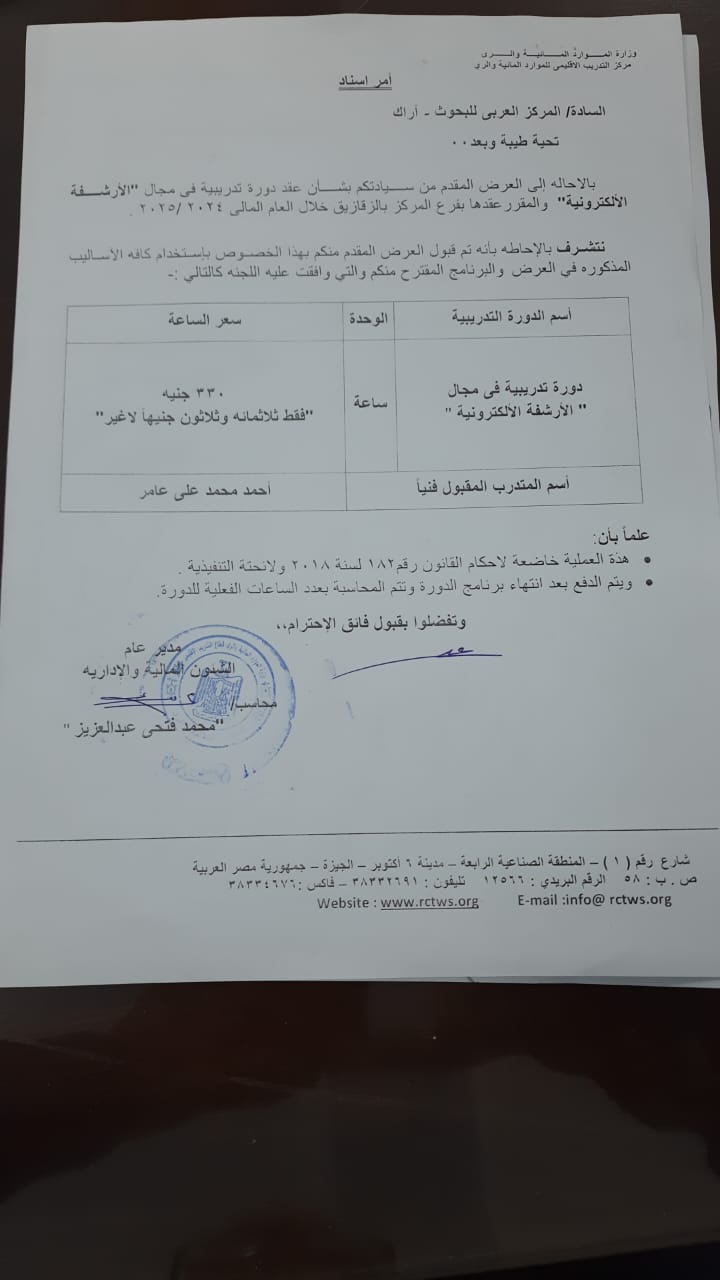 وزارة المـــوارد المـــائيـــة والـــرى
مركز التدريب الاقليمى للموارد المائية والري
أمر اسناد
السادة/ المركز العربى للبحوث - أراك
تحية طيبة وبعد٠٠
بالاحاله إلى العرض المقدم من سيادتكم بشأن عقد دورة تدريبية فى مجال "الأرشفة
الألكترونية" والمقرر عقدها بفرع المركز بالزقازيق خلال العام المالى ٢٠٢٤ /٢٠٢٥ .
نتشرف بالإحاطه بأنه تم قبول العرض المقدم منكم بهذا الخصوص بإستخدام كافه الأساليب
المذكوره في العرض والبرنامج المقترح منكم والتي وافقت عليه اللجنه كالتالي :-
أسم الدورة التدريبية الوحدة سعر الساعة
دورة تدريبية فى مجال
" الأرشفة الألكترونية "
ساعة
٣٣٠ جنيه
"فقط ثلاثمائه وثلاثون جنيهاً لاغير"
أسم المتدرب المقبول فنياً أحمد محمد على عامر
علماً بأن:
• هذة العملية خاضعة لاحكام القانون رقم ١٨٢ لسنة ٢٠١٨ ولائحتة التنفيذية .
• ويتم الدفع بعد انتهاء برنامج الدورة وتتم المحاسبة بعدد الساعات الفعلية للدورة.
وتفضلوا بقبول فائق الإحترام،،
مدير عام
الشئون المالية والإداريه
محاسب/
"محمد فتحى عبدالعزيز "
شارع رقم ( ١ ) – المنطقة الصناعية الرابعة – مدينة ٦ أكتوبر – الجيزة – جمهورية مصر العربية
ص . ب : ٥٨ الرقم البريدي : ١٢٥٦٦ تليفون : ٣٨٣٣٢٦٩١ – فاكس :٣٨٣٣٤٦٧٦
Website : www.rctws.org E-mail :info@ rctws.org